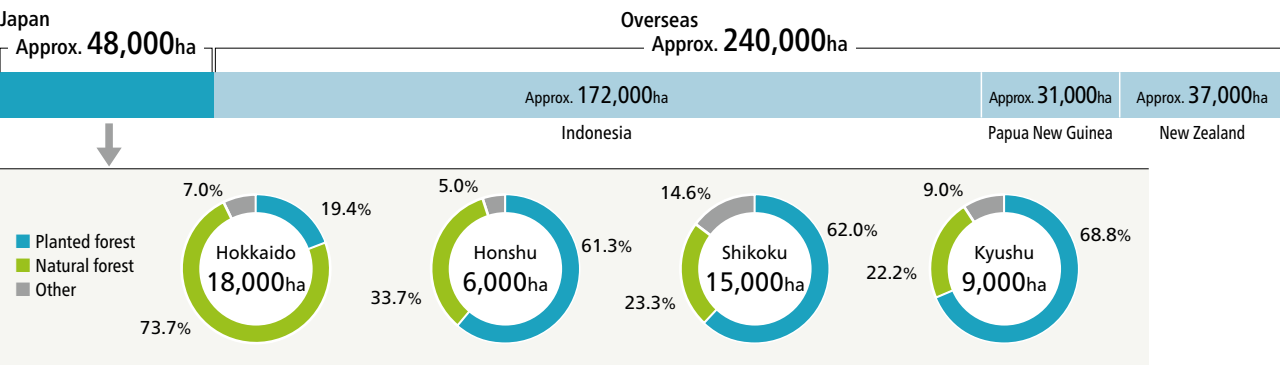 Japan
Approx. 48,000ha
Overseas
Approx. 240,000ha
Approx. 172,000ha
Approx. 31,000ha
Approx. 37,000ha
Indonesia
Papua New Guinea
New Zealand
Planted forest
Natural forest
Other
7.0%
19.4%
Hokkaido
18,000ha
73.7%
5.0%
61.3%
Honshu
6,000ha
33.7%
14.6%
62.0%
Shikoku
15,000ha
23.3%
9.0%
68.8%
Kyushu
9,000ha
22.2%